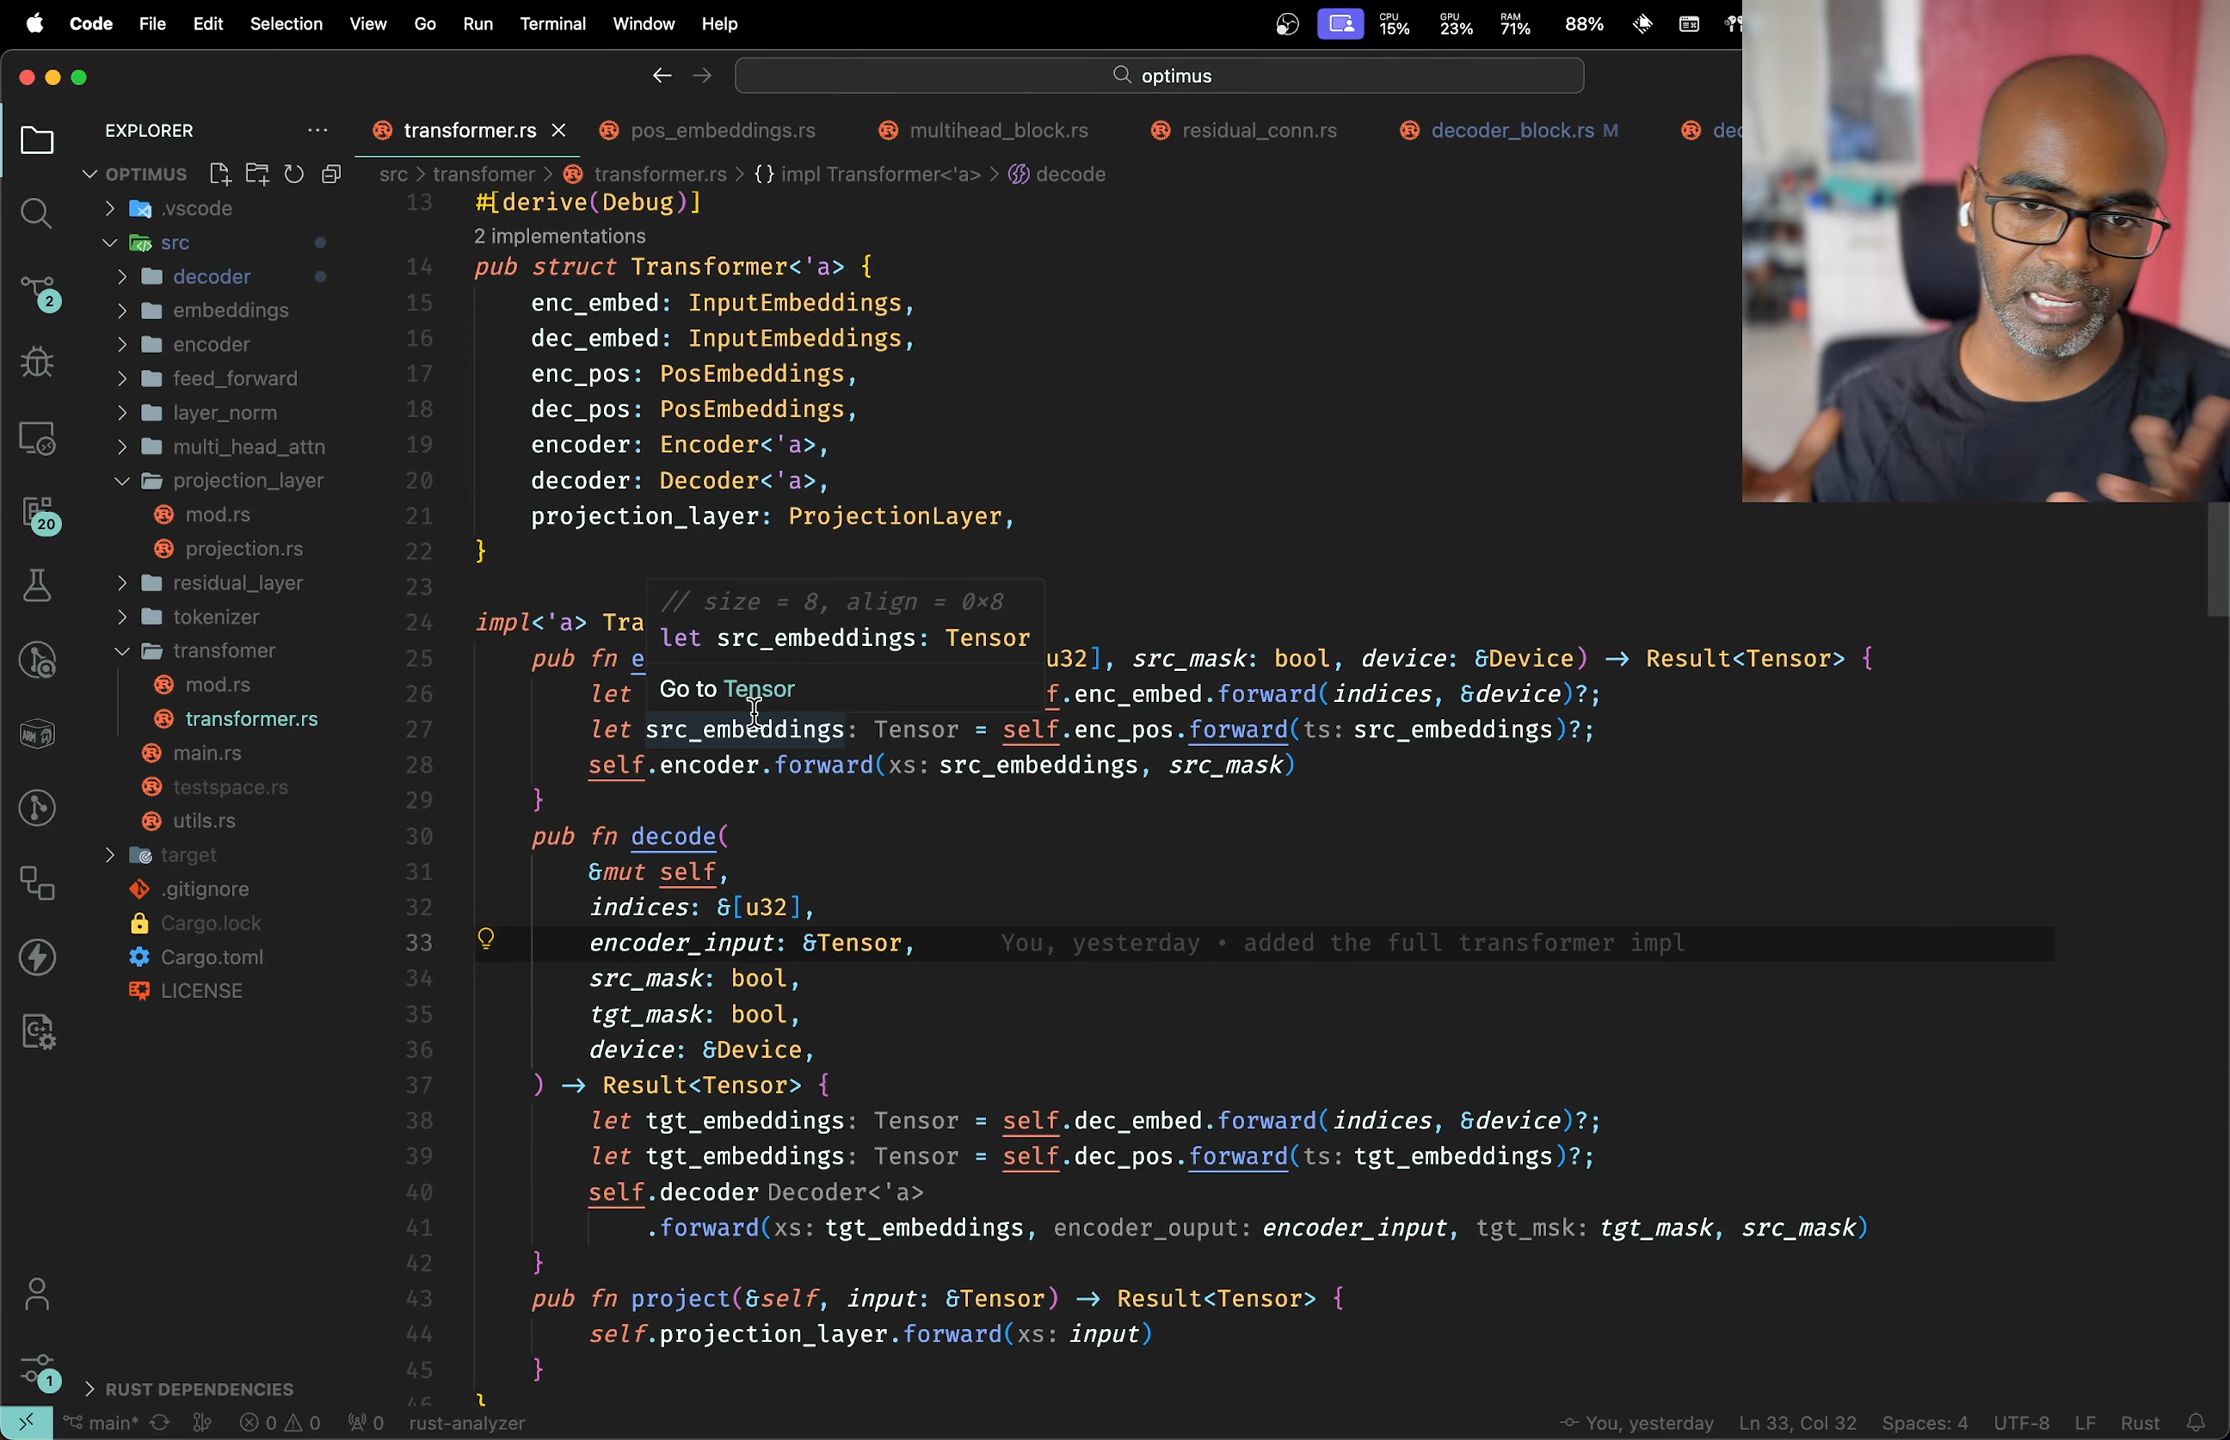 Code File Edit Selection View Go Run Terminal Window Help
CPU 15% GPU 23% RAM 71% 88%
optimus
EXPLORER
transformer.rs
pos_embeddings.rs
multihead_block.rs
residual_conn.rs
decoder_block.rs M
dec
OPTIMUS
src > transfomer > transformer.rs > {} impl Transformer<'a> > decode
.vscode
src
decoder
embeddings
encoder
feed_forward
layer_norm
multi_head_attn
projection_layer
mod.rs
projection.rs
residual_layer
tokenizer
transfomer
mod.rs
transformer.rs
main.rs
testspace.rs
utils.rs
target
.gitignore
Cargo.lock
Cargo.toml
LICENSE
RUST DEPENDENCIES
2
20
1
13 #[derive(Debug)]
2 implementations
14 pub struct Transformer<'a> {
15 enc_embed: InputEmbeddings,
16 dec_embed: InputEmbeddings,
17 enc_pos: PosEmbeddings,
18 dec_pos: PosEmbeddings,
19 encoder: Encoder<'a>,
20 decoder: Decoder<'a>,
21 projection_layer: ProjectionLayer,
22 }
23
// size = 8, align = 0×8
let src_embeddings: Tensor
Go to Tensor
24 impl<'a> Tra
25 pub fn e u32], src_mask: bool, device: &Device) → Result<Tensor> {
26 let f.enc_embed.forward(indices, &device)?;
27 let src_embeddings: Tensor = self.enc_pos.forward(ts: src_embeddings)?;
28 self.encoder.forward(xs: src_embeddings, src_mask)
29 }
30 pub fn decode(
31 &mut self,
32 indices: &[u32],
33 encoder_input: &Tensor, You, yesterday • added the full transformer impl
34 src_mask: bool,
35 tgt_mask: bool,
36 device: &Device,
37 ) → Result<Tensor> {
38 let tgt_embeddings: Tensor = self.dec_embed.forward(indices, &device)?;
39 let tgt_embeddings: Tensor = self.dec_pos.forward(ts: tgt_embeddings)?;
40 self.decoder Decoder<'a>
41 .forward(xs: tgt_embeddings, encoder_ouput: encoder_input, tgt_msk: tgt_mask, src_mask)
42 }
43 pub fn project(&self, input: &Tensor) → Result<Tensor> {
44 self.projection_layer.forward(xs: input)
45 }
46 }
main* 0 0 0 rust-analyzer You, yesterday Ln 33, Col 32 Spaces: 4 UTF-8 LF Rust